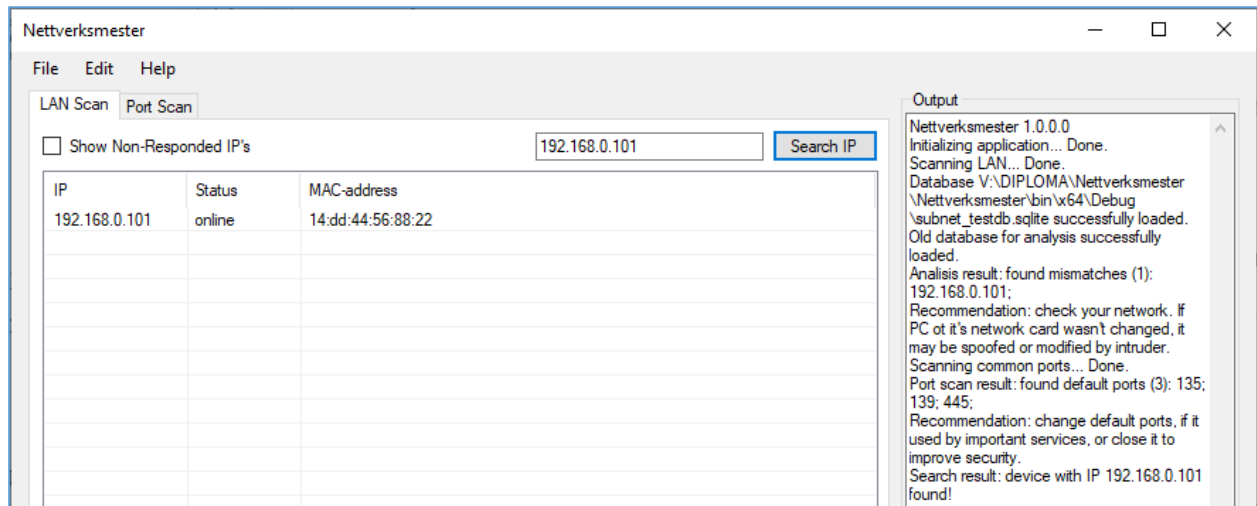 Nettverksmester
File Edit Help
LAN Scan Port Scan
Show Non-Responded IP's 192.168.0.101 Search IP
IP Status MAC-address
192.168.0.101 online 14:dd:44:56:88:22
Output
Nettverksmester 1.0.0.0
Initializing application... Done.
Scanning LAN... Done.
Database V:\DIPLOMA\Nettverksmester
\Nettverksmester\bin\x64\Debug
\subnet_testdb.sqlite successfully loaded.
Old database for analysis successfully
loaded.
Analisis result: found mismatches (1):
192.168.0.101;
Recommendation: check your network. If
PC ot it's network card wasn't changed, it
may be spoofed or modified by intruder.
Scanning common ports... Done.
Port scan result: found default ports (3): 135;
139; 445;
Recommendation: change default ports, if it
used by important services, or close it to
improve security.
Search result: device with IP 192.168.0.101
found!